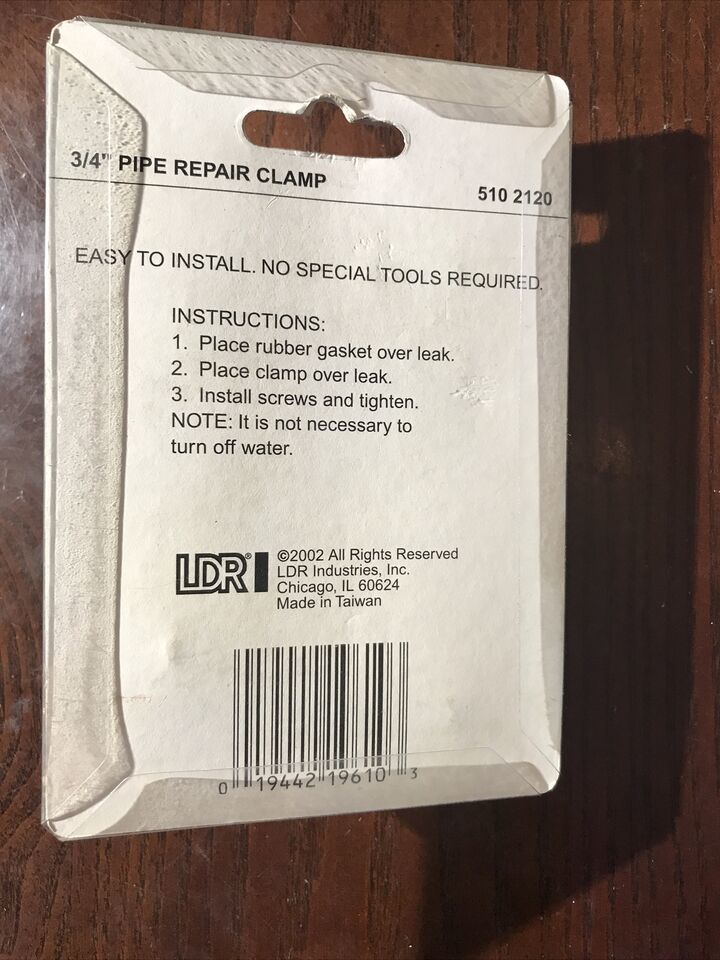 3/4" PIPE REPAIR CLAMP
510 2120
EASY TO INSTALL. NO SPECIAL TOOLS REQUIRED.
INSTRUCTIONS:
1. Place rubber gasket over leak.
2. Place clamp over leak.
3. Install screws and tighten.
NOTE: It is not necessary to
turn off water.
LDR®
©2002 All Rights Reserved
LDR Industries, Inc.
Chicago, IL 60624
Made in Taiwan
0 19442 19610 3